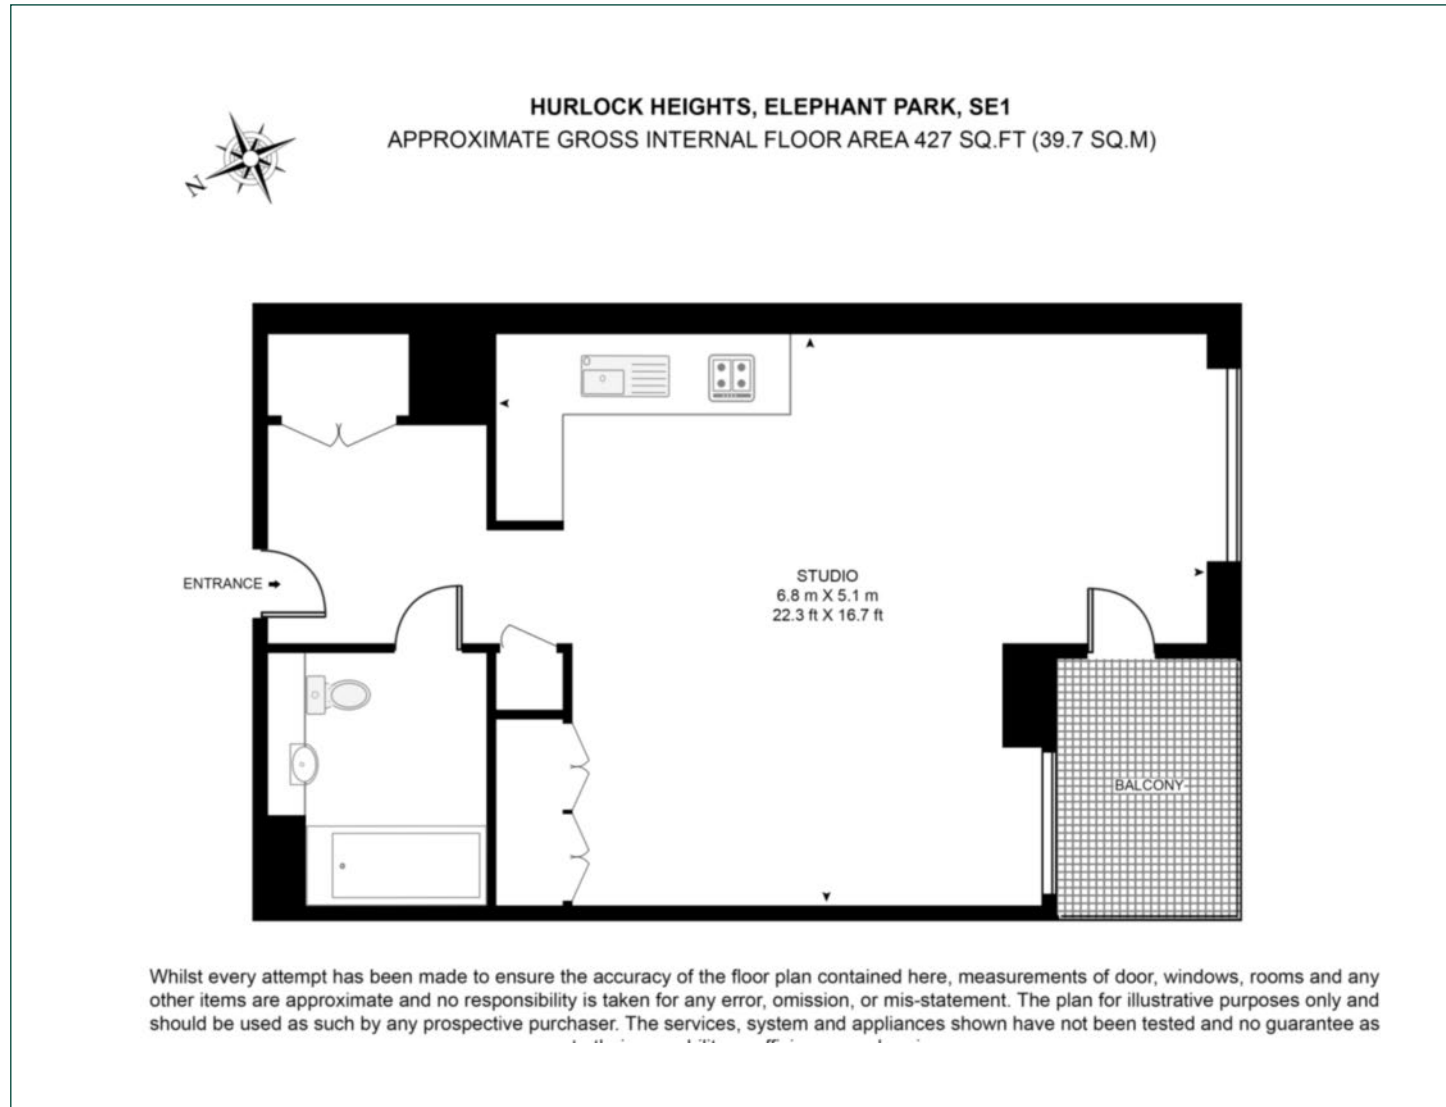 HURLOCK HEIGHTS, ELEPHANT PARK, SE1
APPROXIMATE GROSS INTERNAL FLOOR AREA 427 SQ.FT (39.7 SQ.M)
N
ENTRANCE
STUDIO
6.8 m X 5.1 m
22.3 ft X 16.7 ft
BALCONY
Whilst every attempt has been made to ensure the accuracy of the floor plan contained here, measurements of door, windows, rooms and any
other items are approximate and no responsibility is taken for any error, omission, or mis-statement. The plan for illustrative purposes only and
should be used as such by any prospective purchaser. The services, system and appliances shown have not been tested and no guarantee as